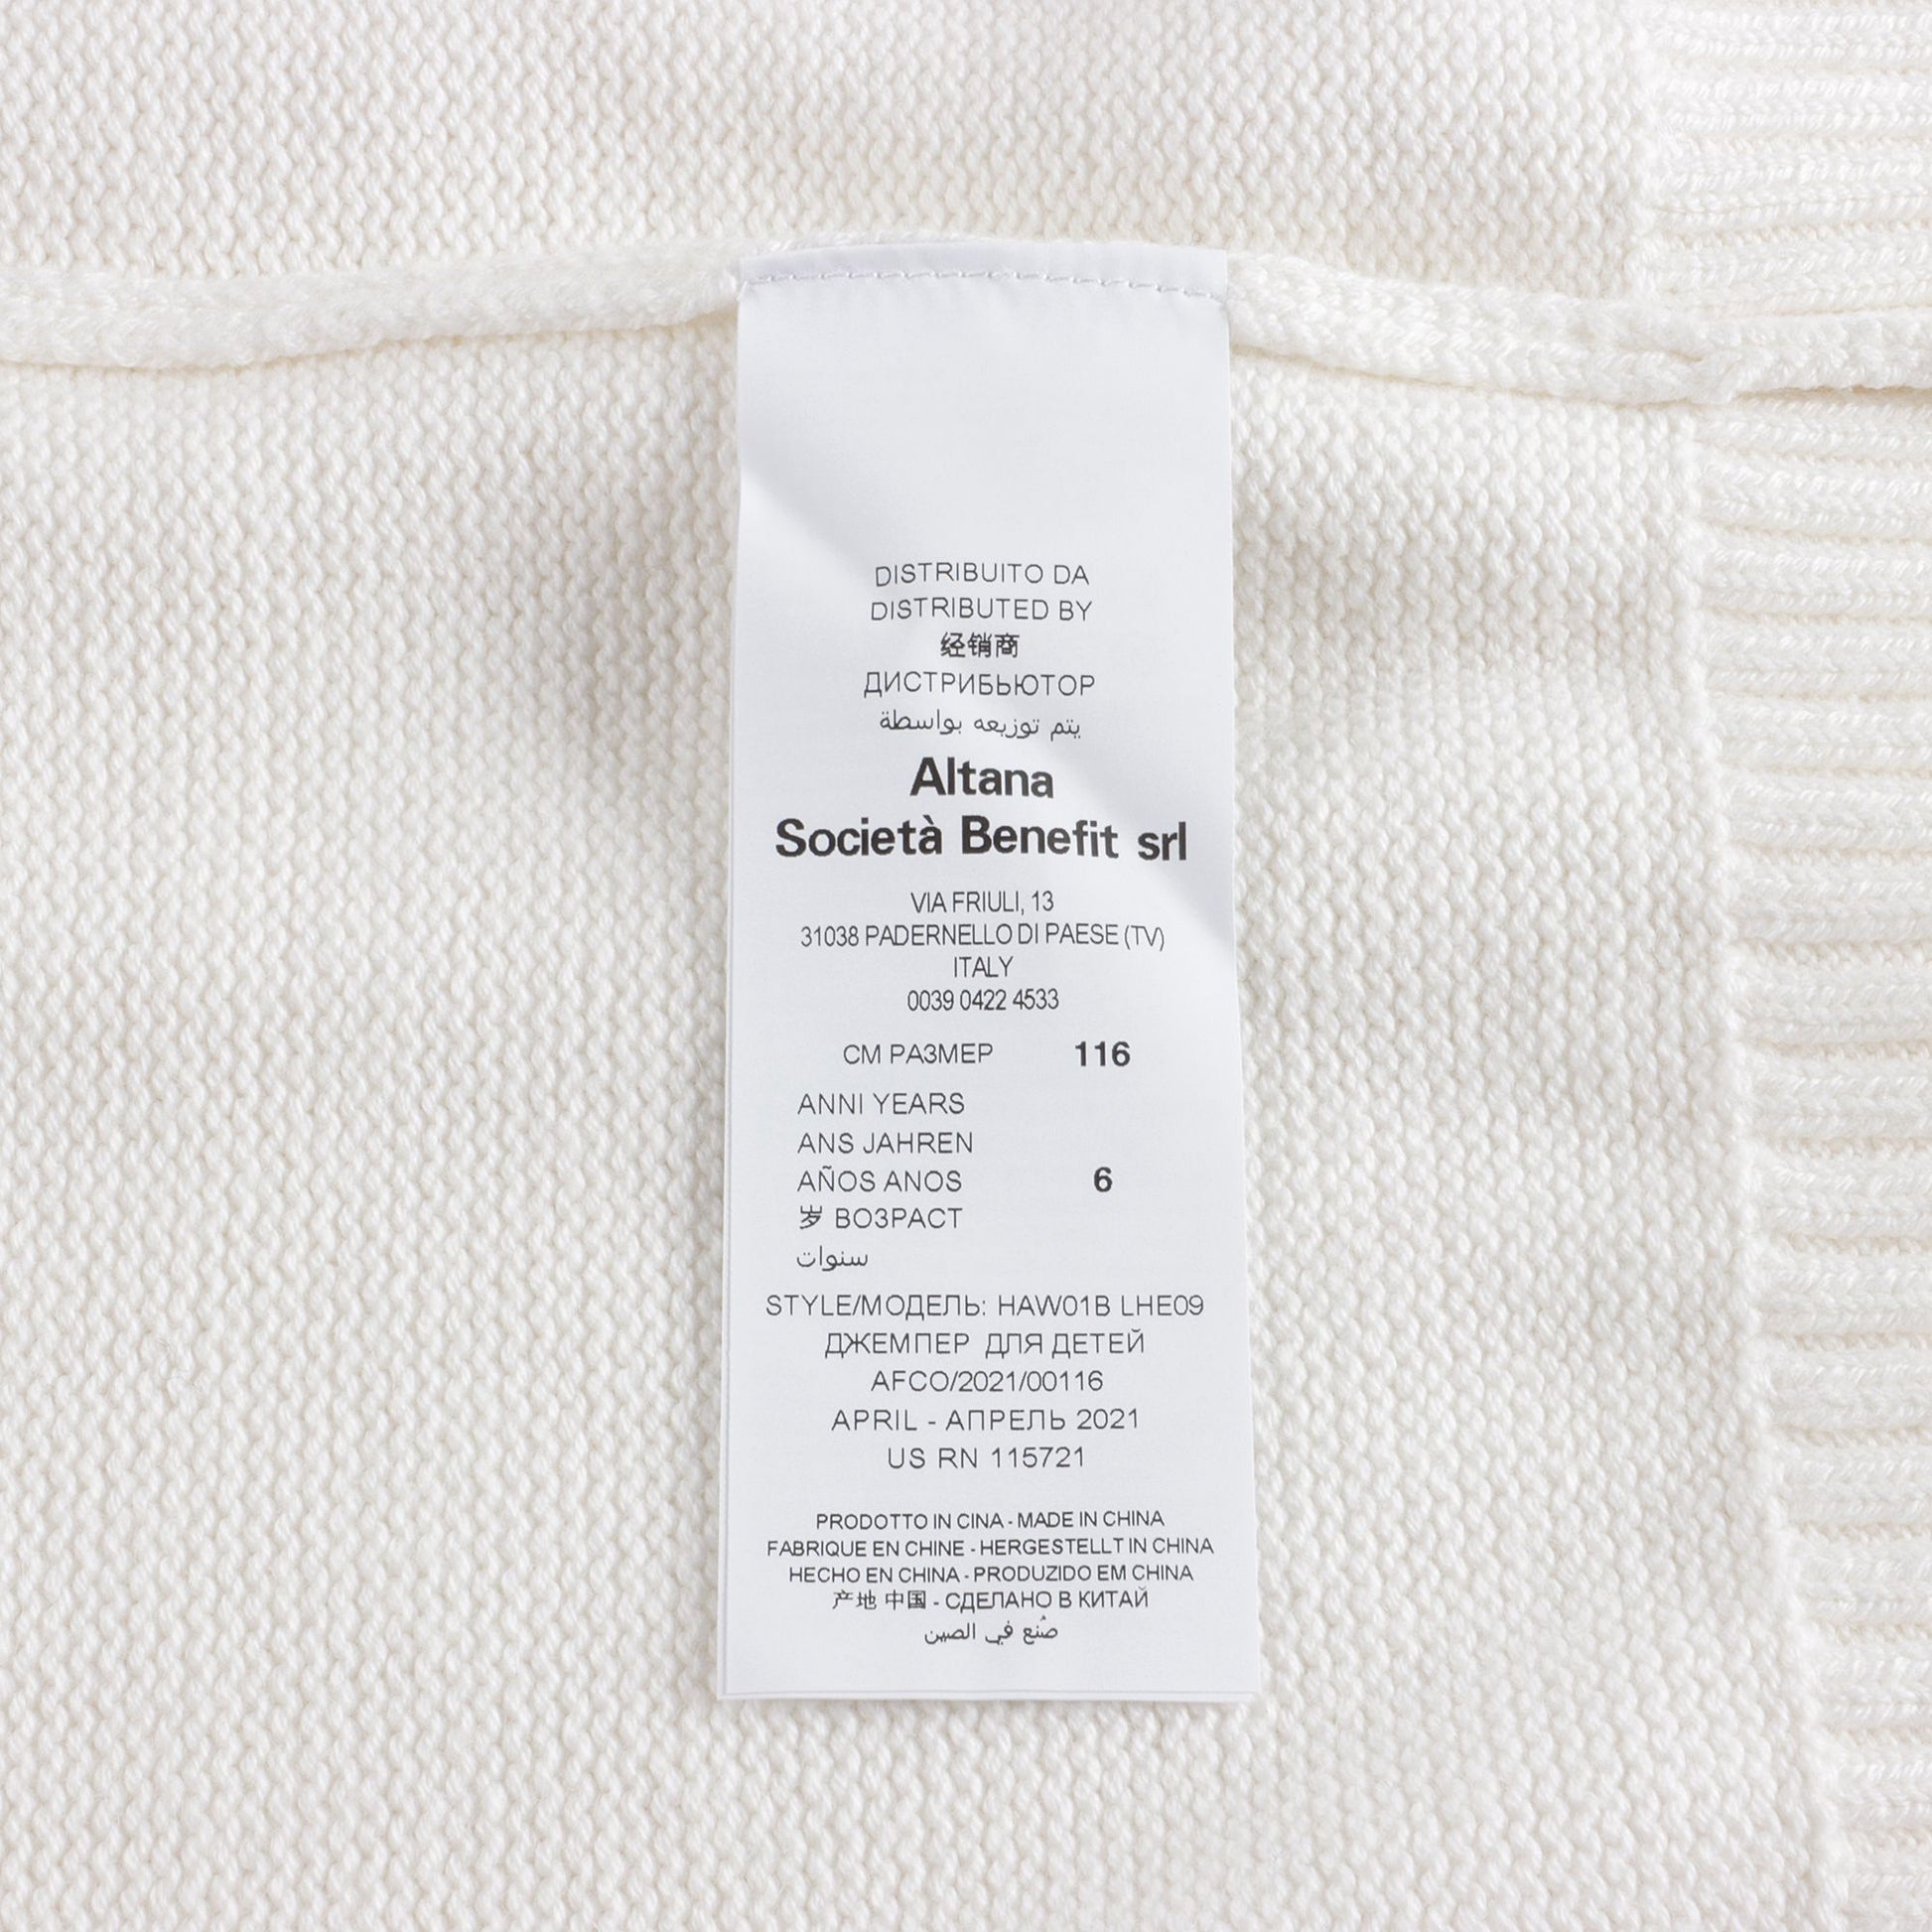 DISTRIBUITO DA
DISTRIBUTED BY
经销商
ДИСТРИБЬЮТОР
يتم توزيعه بواسطة
Altana
Società Benefit srl
VIA FRIULI, 13
31038 PADERNELLO DI PAESE (TV)
ITALY
0039 0422 4533
СМ РАЗМЕР 116
ANNI YEARS
ANS JAHREN
AÑOS ANOS 6
岁 ВОЗРАСТ
سنوات
STYLE/МОДЕЛЬ: HAW01B LHE09
ДЖЕМПЕР ДЛЯ ДЕТЕЙ
AFCO/2021/00116
APRIL - АПРЕЛЬ 2021
US RN 115721
PRODOTTO IN CINA - MADE IN CHINA
FABRIQUE EN CHINE - HERGESTELLT IN CHINA
HECHO EN CHINA - PRODUZIDO EM CHINA
产地 中国 - СДЕЛАНО В КИТАЙ
صُنع في الصين